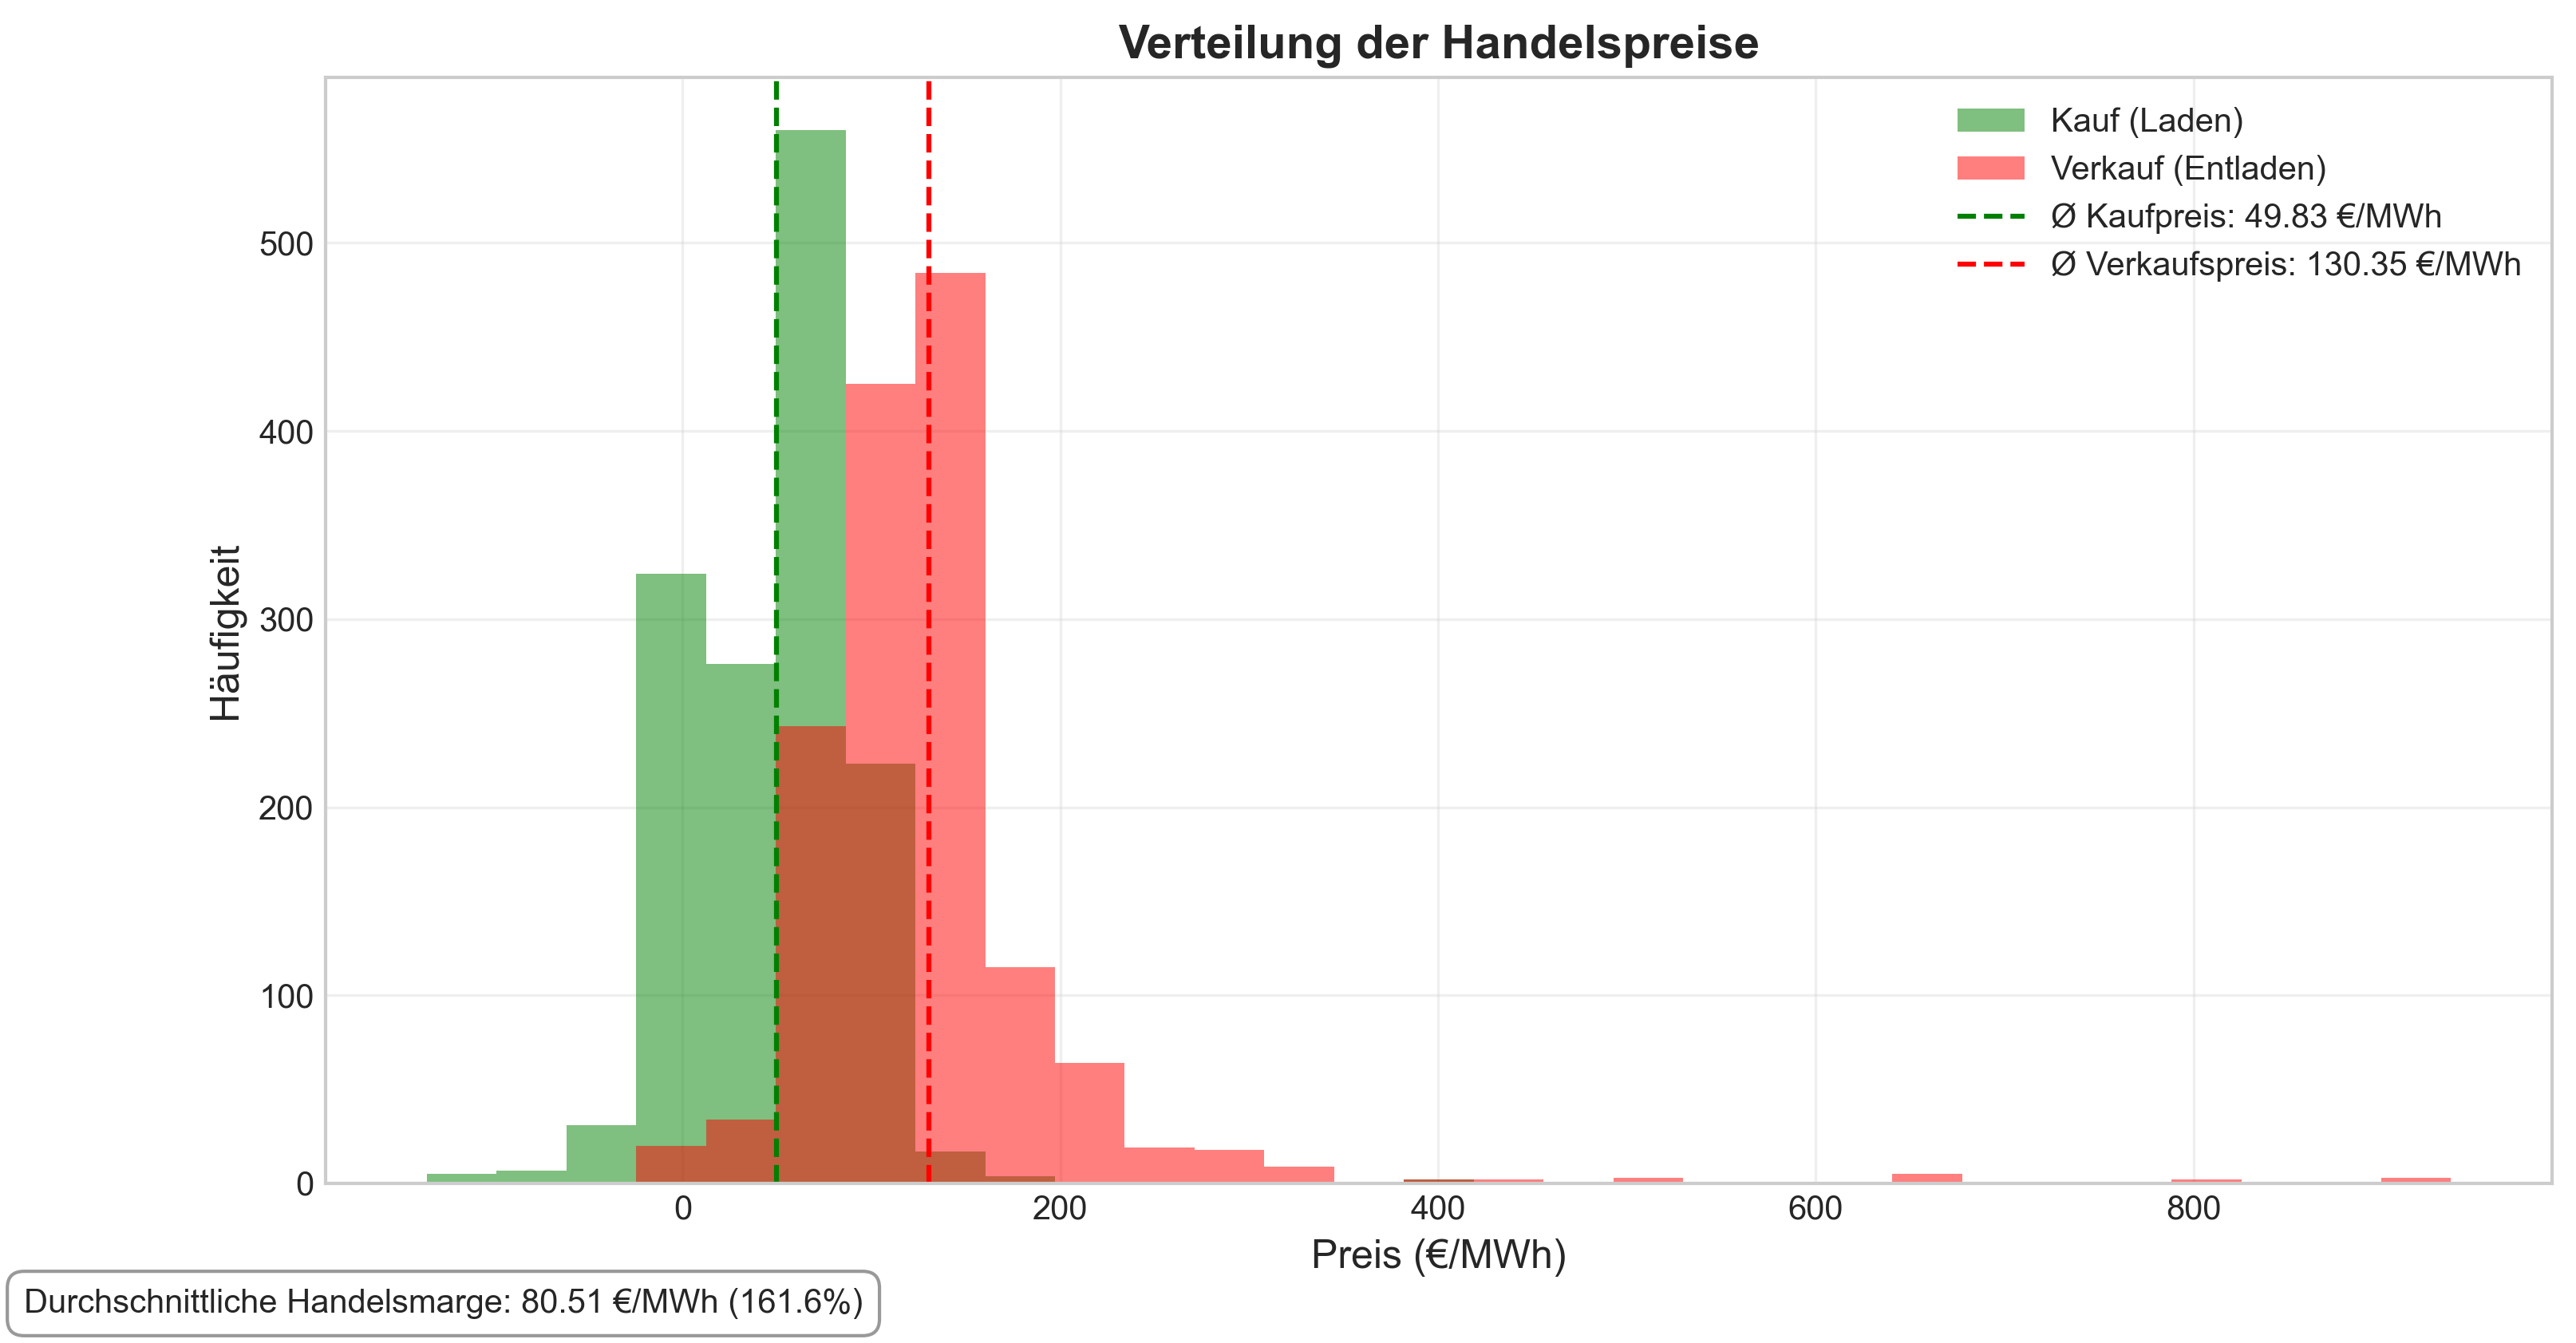 Verteilung der Handelspreise
Kauf (Laden)
Verkauf (Entladen)
Ø Kaufpreis: 49.83 €/MWh
Ø Verkaufspreis: 130.35 €/MWh
Häufigkeit
500
400
300
200
100
0
0 200 400 600 800
Preis (€/MWh)
Durchschnittliche Handelsmarge: 80.51 €/MWh (161.6%)